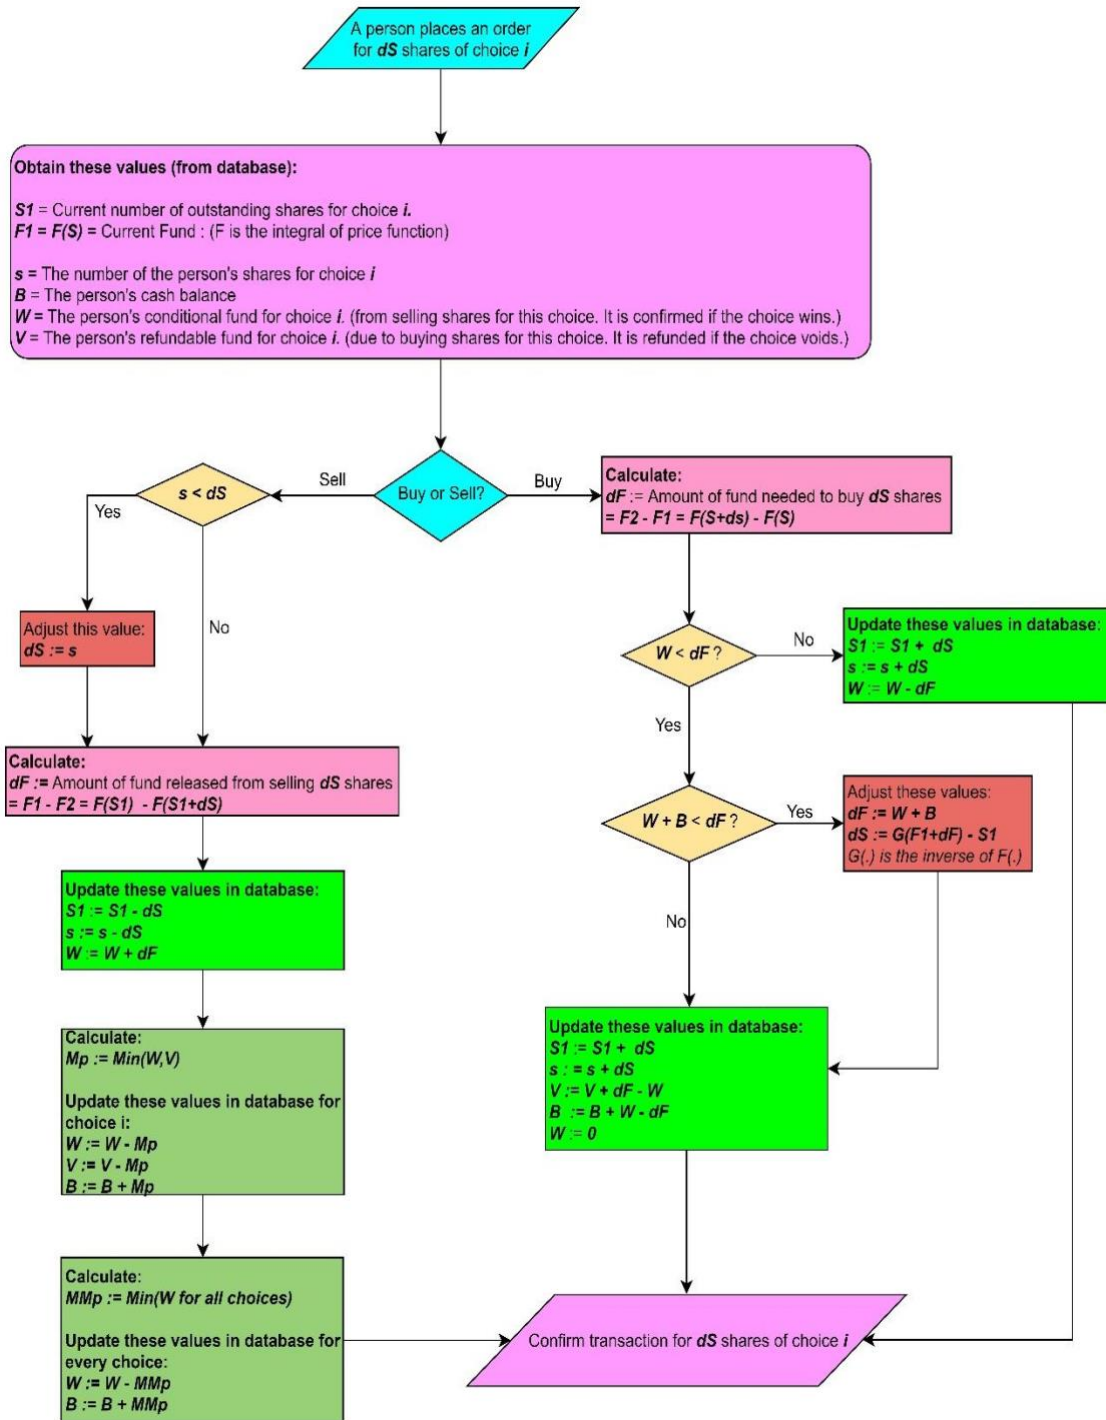 A person places an order
for dS shares of choice i
Obtain these values (from database):
S1 = Current number of outstanding shares for choice i.
F1 = F(S) = Current Fund : (F is the integral of price function)
s = The number of the person's shares for choice i
B = The person's cash balance
W = The person's conditional fund for choice i. (from selling shares for this choice. It is confirmed if the choice wins.)
V = The person's refundable fund for choice i. (due to buying shares for this choice. It is refunded if the choice voids.)
Buy or Sell?
Sell
Buy
s < dS
Yes
No
Adjust this value:
dS := s
Calculate:
dF := Amount of fund released from selling dS shares
= F1 - F2 = F(S1) - F(S1+dS)
Update these values in database:
S1 := S1 - dS
s := s - dS
W := W + dF
Calculate:
Mp := Min(W,V)
Update these values in database for
choice i:
W := W - Mp
V := V - Mp
B := B + Mp
Calculate:
MMp := Min(W for all choices)
Update these values in database for
every choice:
W := W - MMp
B := B + MMp
Calculate:
dF := Amount of fund needed to buy dS shares
= F2 - F1 = F(S+ds) - F(S)
W < dF ?
No
Update these values in database:
S1 := S1 + dS
s := s + dS
W := W - dF
Yes
W + B < dF ?
Yes
Adjust these values:
dF := W + B
dS := G(F1+dF) - S1
G(.) is the inverse of F(.)
No
Update these values in database:
S1 := S1 + dS
s : = s + dS
V := V + dF - W
B := B + W - dF
W := 0
Confirm transaction for dS shares of choice i